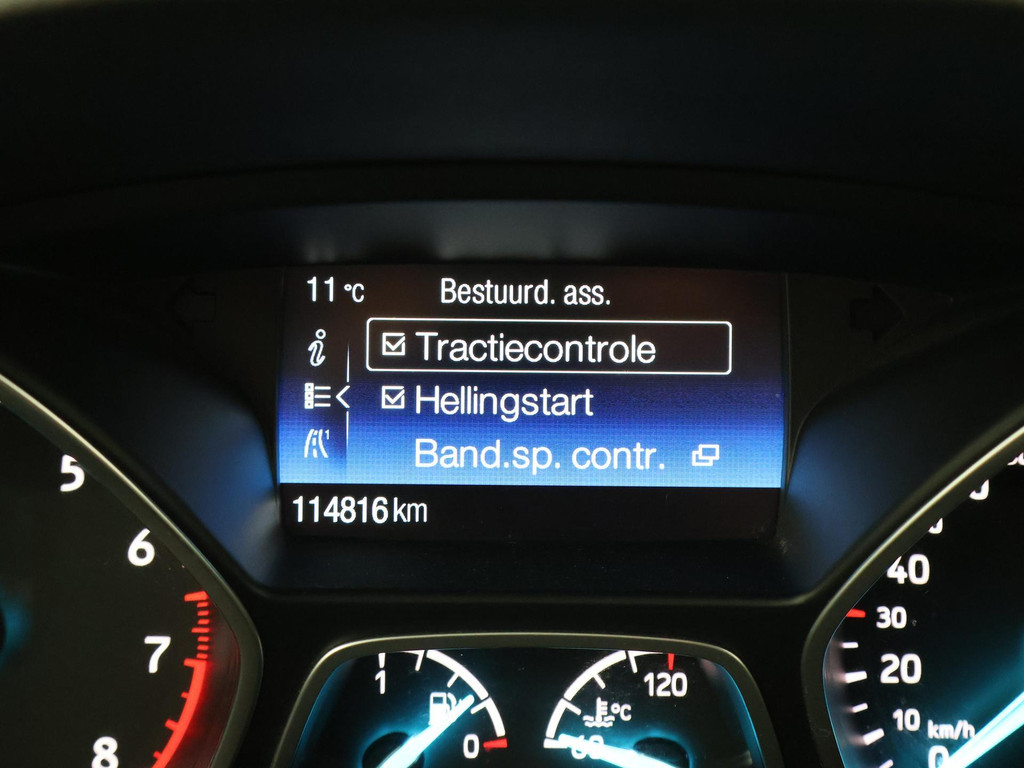 11 °C Bestuurd. ass.
Tractiecontrole
Hellingstart
Band.sp. contr.
114816 km
5
6
7
8
1
0
120
°C
60
40
30
20
10
km/h
0